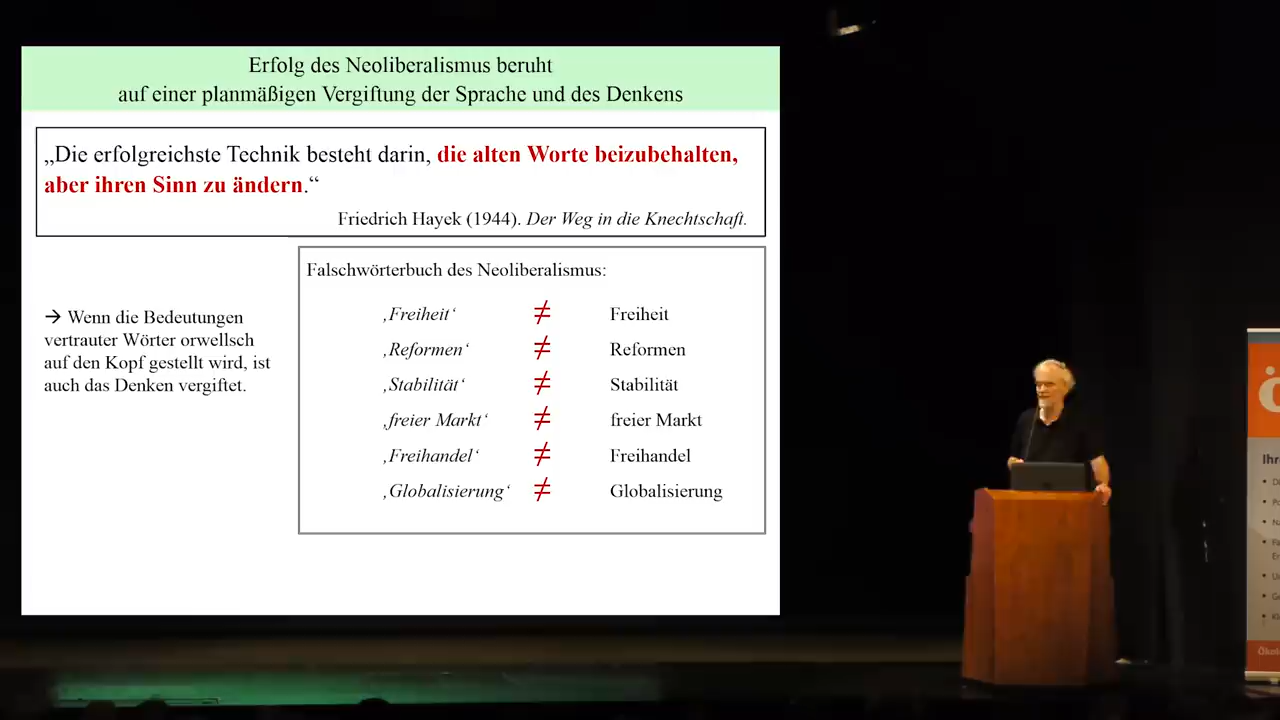 Erfolg des Neoliberalismus beruht
auf einer planmäßigen Vergiftung der Sprache und des Denkens
„Die erfolgreichste Technik besteht darin, die alten Worte beizubehalten,
aber ihren Sinn zu ändern.“
Friedrich Hayek (1944). Der Weg in die Knechtschaft.
→ Wenn die Bedeutungen
vertrauter Wörter orwellsch
auf den Kopf gestellt wird, ist
auch das Denken vergiftet.
Falschwörterbuch des Neoliberalismus:
‚Freiheit‘ ≠ Freiheit
‚Reformen‘ ≠ Reformen
‚Stabilität‘ ≠ Stabilität
‚freier Markt‘ ≠ freier Markt
‚Freihandel‘ ≠ Freihandel
‚Globalisierung‘ ≠ Globalisierung